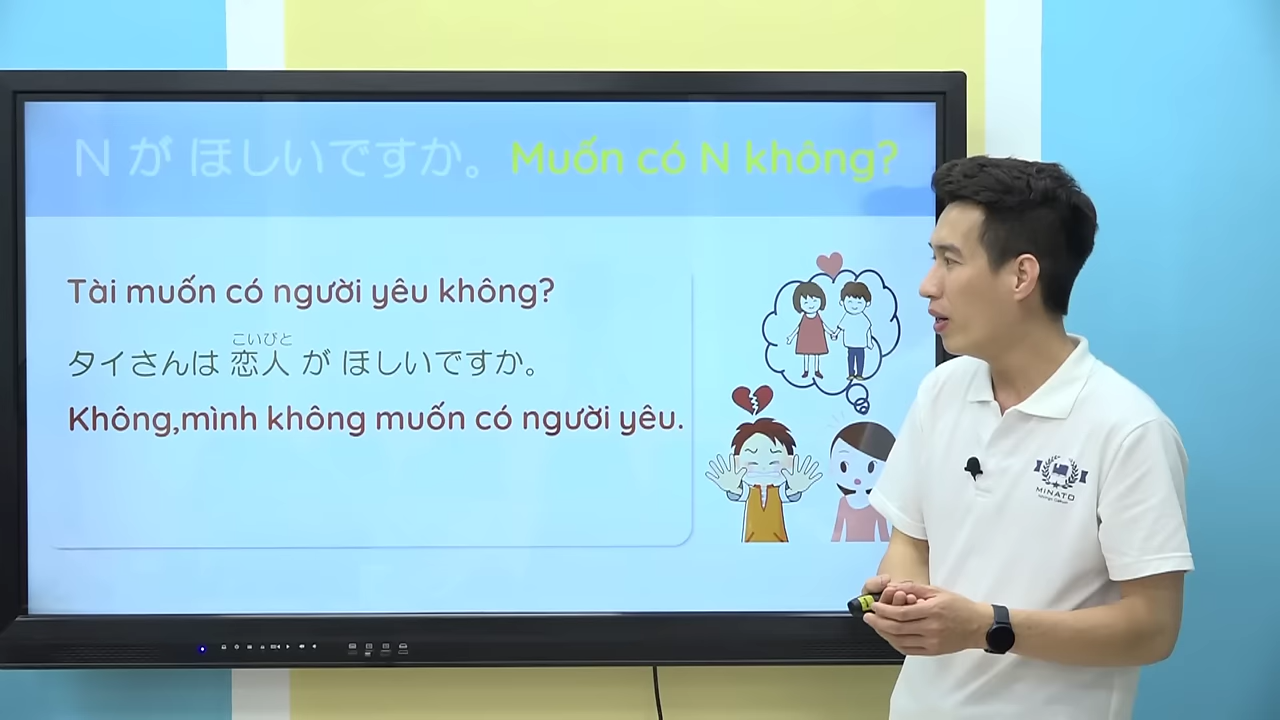 N が ほしいですか。 Muốn có N không?
Tài muốn có người yêu không?
こいびと
タイさんは 恋人 が ほしいですか。
Không,mình không muốn có người yêu.
MINATO